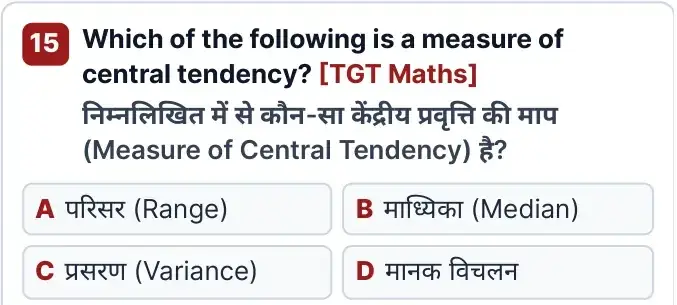 15 Which of the following is a measure of
central tendency? [TGT Maths]
निम्नलिखित में से कौन-सा केंद्रीय प्रवृत्ति की माप
(Measure of Central Tendency) है?
A परिसर (Range)
B माध्यिका (Median)
C प्रसरण (Variance)
D मानक विचलन